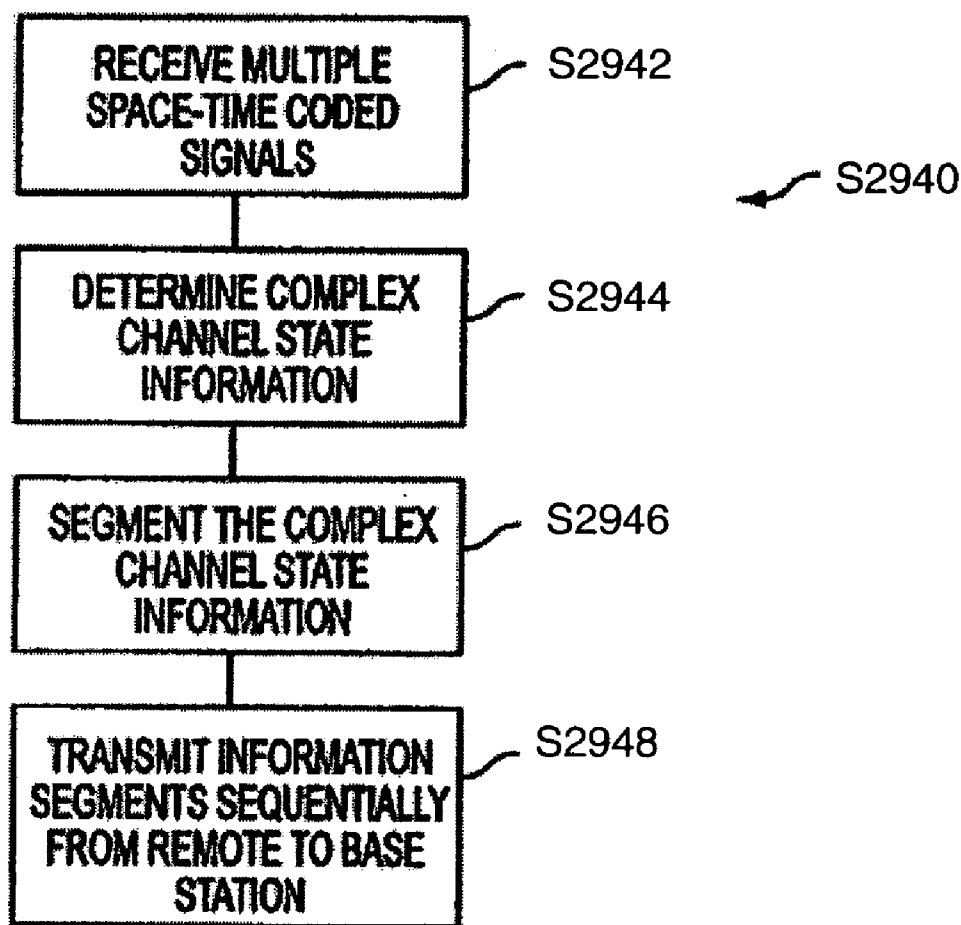 RECEIVE MULTIPLE
SPACE-TIME CODED
SIGNALS
S2942
S2940
DETERMINE COMPLEX
CHANNEL STATE
INFORMATION
S2944
SEGMENT THE COMPLEX
CHANNEL STATE
INFORMATION
S2946
TRANSMIT INFORMATION
SEGMENTS SEQUENTIALLY
FROM REMOTE TO BASE
STATION
S2948